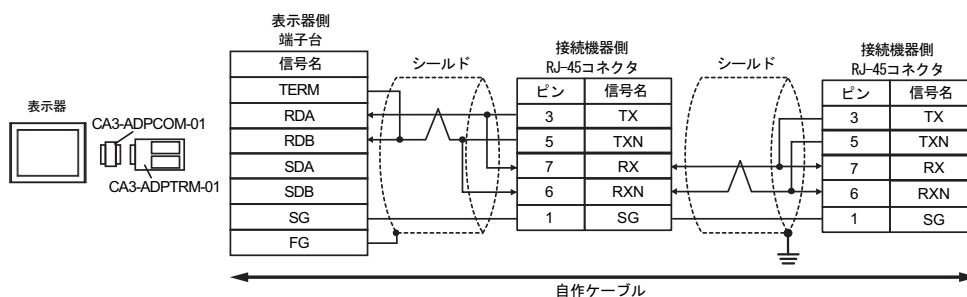 表示器
CA3-ADPCOM-01
CA3-ADPTRM-01
表示器側
端子台
信号名
TERM
RDA
RDB
SDA
SDB
SG
FG
シールド
接続機器側
RJ-45コネクタ
ピン 信号名
3 TX
5 TXN
7 RX
6 RXN
1 SG
シールド
接続機器側
RJ-45コネクタ
ピン 信号名
3 TX
5 TXN
7 RX
6 RXN
1 SG
自作ケーブル